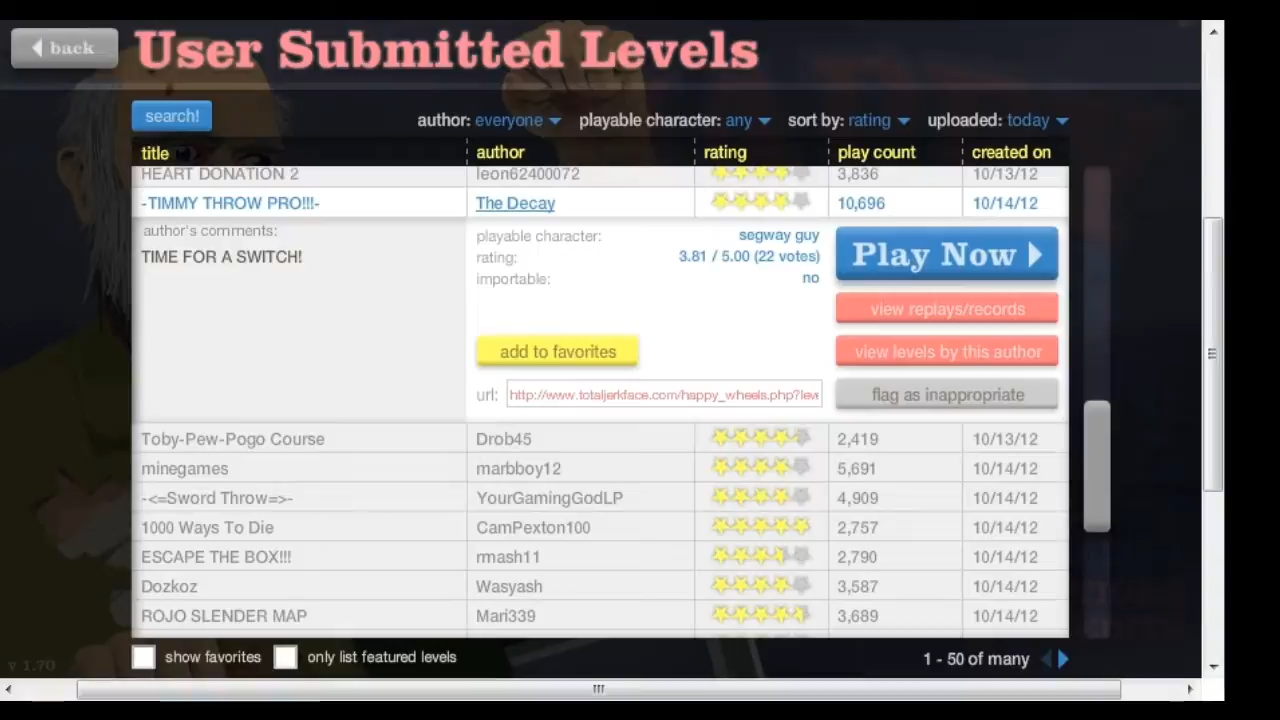 back
User Submitted Levels
search!
author: everyone playable character: any sort by: rating uploaded: today
title author rating play count created on
HEART DONATION 2 leon62400072 3,836 10/13/12
-TIMMY THROW PRO!!!- The Decay 10,696 10/14/12
author's comments:
TIME FOR A SWITCH!
playable character: segway guy
rating: 3.81 / 5.00 (22 votes)
importable: no
add to favorites
url: http://www.totaljerkface.com/happy_wheels.php?lev
Play Now
view replays/records
view levels by this author
flag as inappropriate
Toby-Pew-Pogo Course Drob45 2,419 10/13/12
minegames marbboy12 5,691 10/14/12
-<=Sword Throw=>- YourGamingGodLP 4,909 10/14/12
1000 Ways To Die CamPexton100 2,757 10/14/12
ESCAPE THE BOX!!! rmash11 2,790 10/14/12
Dozkoz Wasyash 3,587 10/14/12
ROJO SLENDER MAP Mari339 3,689 10/14/12
show favorites only list featured levels 1 - 50 of many
v 1.70